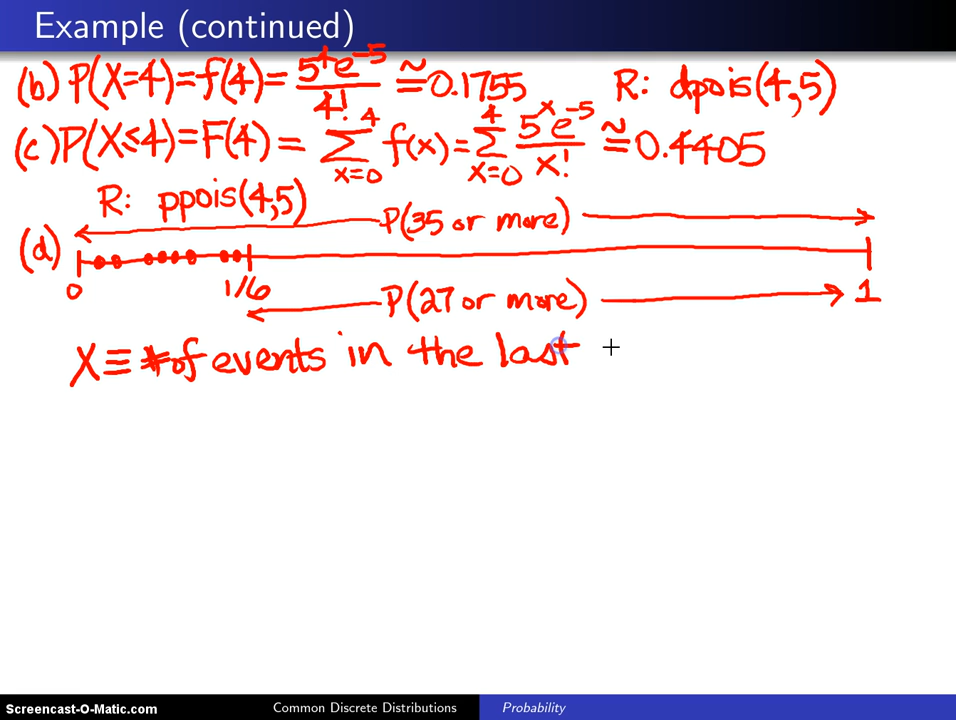 Example (continued)
(b) P(X=4)=f(4)= 5⁴e⁻⁵/4! ≅ 0.1755 R: dpois(4,5)
(c) P(X≤4)=F(4)= ∑_{x=0}^{4} f(x)= ∑_{x=0}^{4} 5ˣe⁻⁵/x! ≅ 0.4405
R: ppois(4,5)
P(35 or more)
(d)
0 1/6 1
P(27 or more)
X ≡ # of events in the last
Screencast-O-Matic.com Common Discrete Distributions Probability